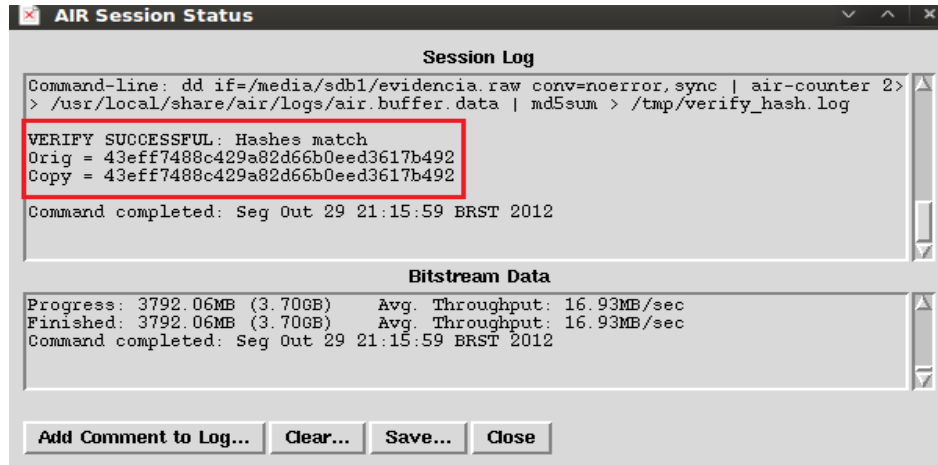 AIR Session Status
Session Log
Command-line: dd if=/media/sdb1/evidencia.raw conv=noerror,sync | air-counter 2>
> /usr/local/share/air/logs/air.buffer.data | md5sum > /tmp/verify_hash.log
VERIFY SUCCESSFUL: Hashes match
Orig = 43eff7488c429a82d66b0eed3617b492
Copy = 43eff7488c429a82d66b0eed3617b492
Command completed: Seg Out 29 21:15:59 BRST 2012
Bitstream Data
Progress: 3792.06MB (3.70GB) Avg. Throughput: 16.93MB/sec
Finished: 3792.06MB (3.70GB) Avg. Throughput: 16.93MB/sec
Command completed: Seg Out 29 21:15:59 BRST 2012
Add Comment to Log... Clear... Save... Close